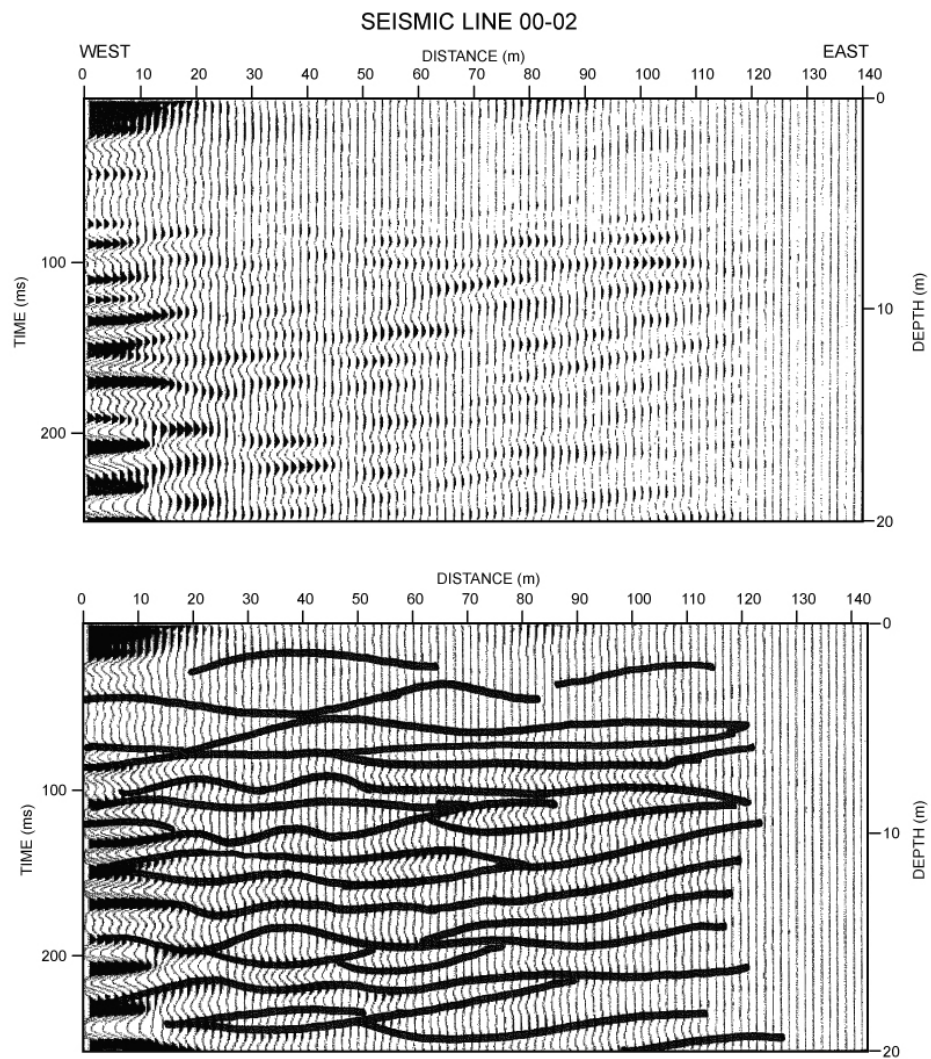 SEISMIC LINE 00-02
WEST DISTANCE (m) EAST
0 10 20 30 40 50 60 70 80 90 100 110 120 130 140
0
100
TIME (ms)
10
DEPTH (m)
200
20
DISTANCE (m)
0 10 20 30 40 50 60 70 80 90 100 110 120 130 140
0
100
TIME (ms)
10
DEPTH (m)
200
20